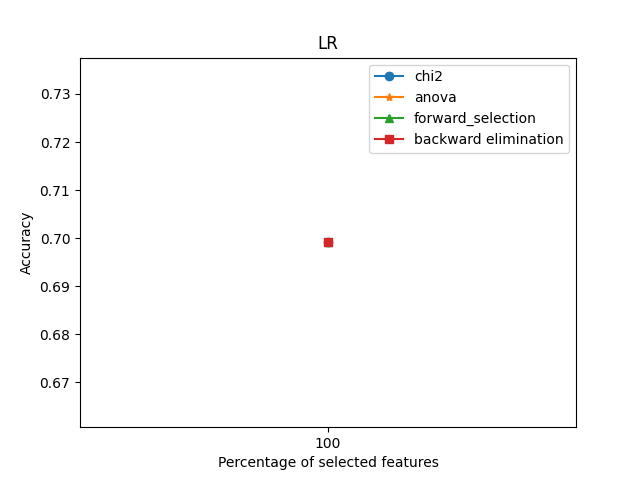 LR
chi2
anova
forward_selection
backward elimination
0.73
0.72
0.71
0.70
0.69
0.68
0.67
Accuracy
100
Percentage of selected features